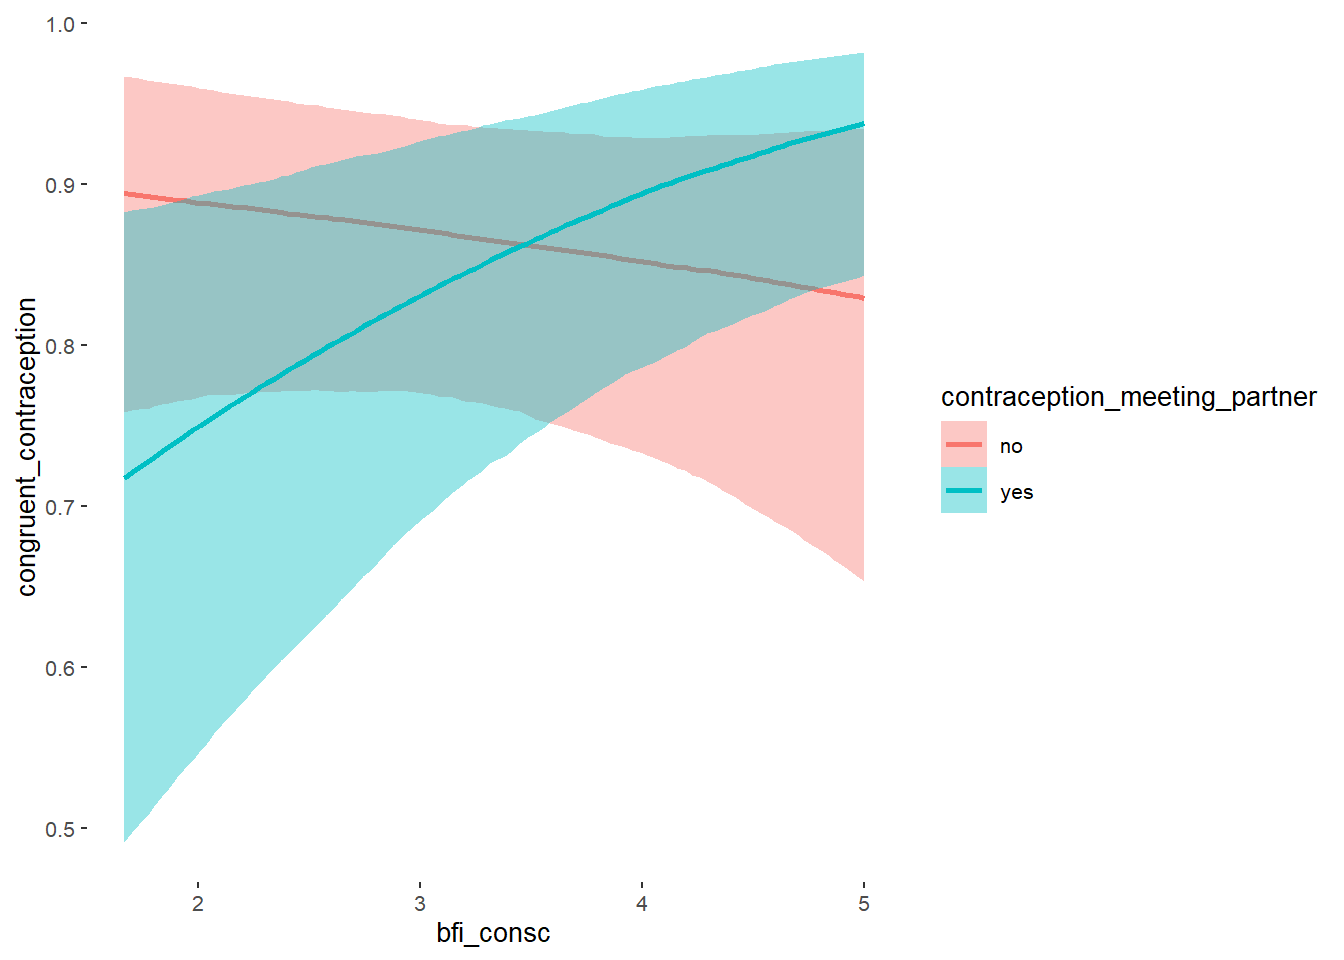 1.0
0.9
0.8
0.7
0.6
0.5
congruent_contraception
2 3 4 5
bfi_consc
contraception_meeting_partner
no
yes